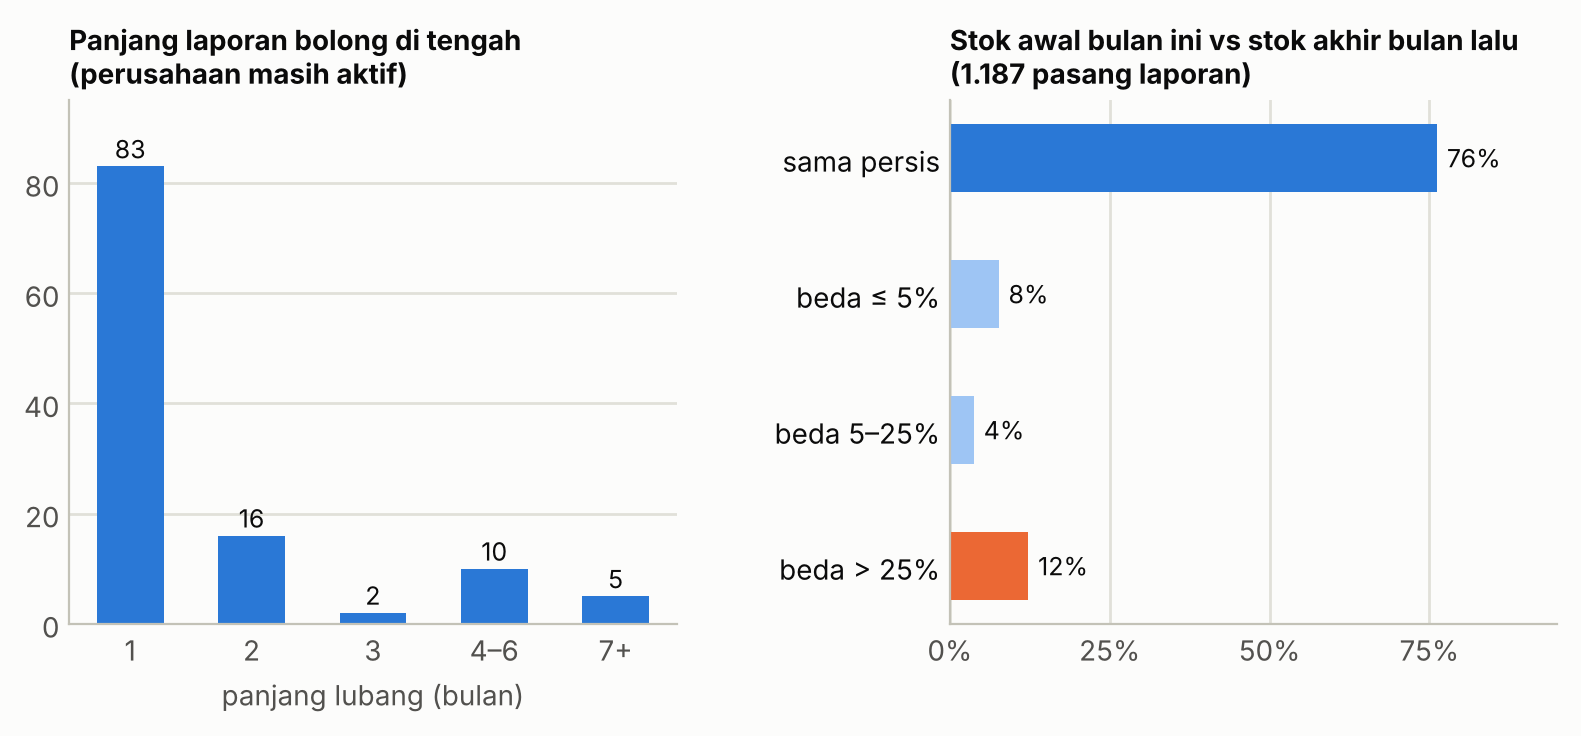 Panjang laporan bolong di tengah
(perusahaan masih aktif)
83
16
2
10
5
80
60
40
20
0
1
2
3
4–6
7+
panjang lubang (bulan)
Stok awal bulan ini vs stok akhir bulan lalu
(1.187 pasang laporan)
sama persis
76%
beda ≤ 5%
8%
beda 5–25%
4%
beda > 25%
12%
0%
25%
50%
75%